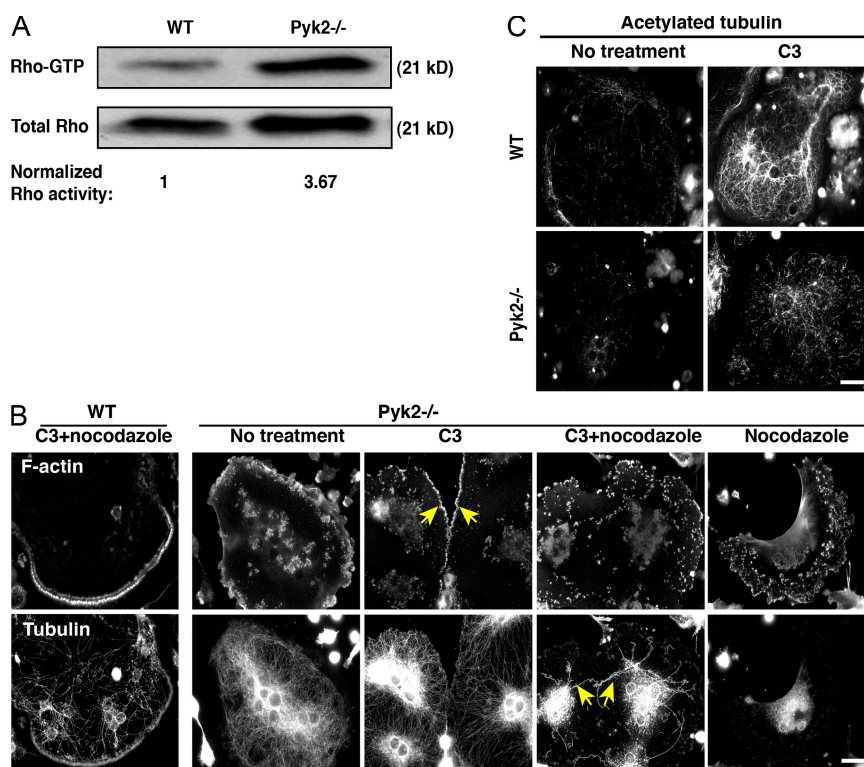 A
WT Pyk2-/-
Rho-GTP (21 kD)
Total Rho (21 kD)
Normalized
Rho activity: 1 3.67
C
Acetylated tubulin
No treatment C3
WT
Pyk2-/-
B
WT Pyk2-/-
C3+nocodazole No treatment C3 C3+nocodazole Nocodazole
F-actin
Tubulin